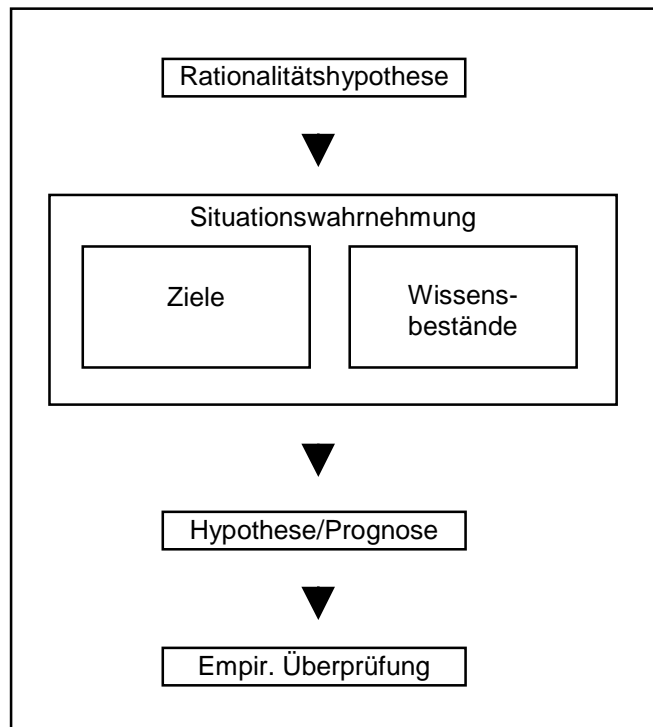 Rationalitätshypothese
Situationswahrnehmung
Ziele
Wissens-
bestände
Hypothese/Prognose
Empir. Überprüfung